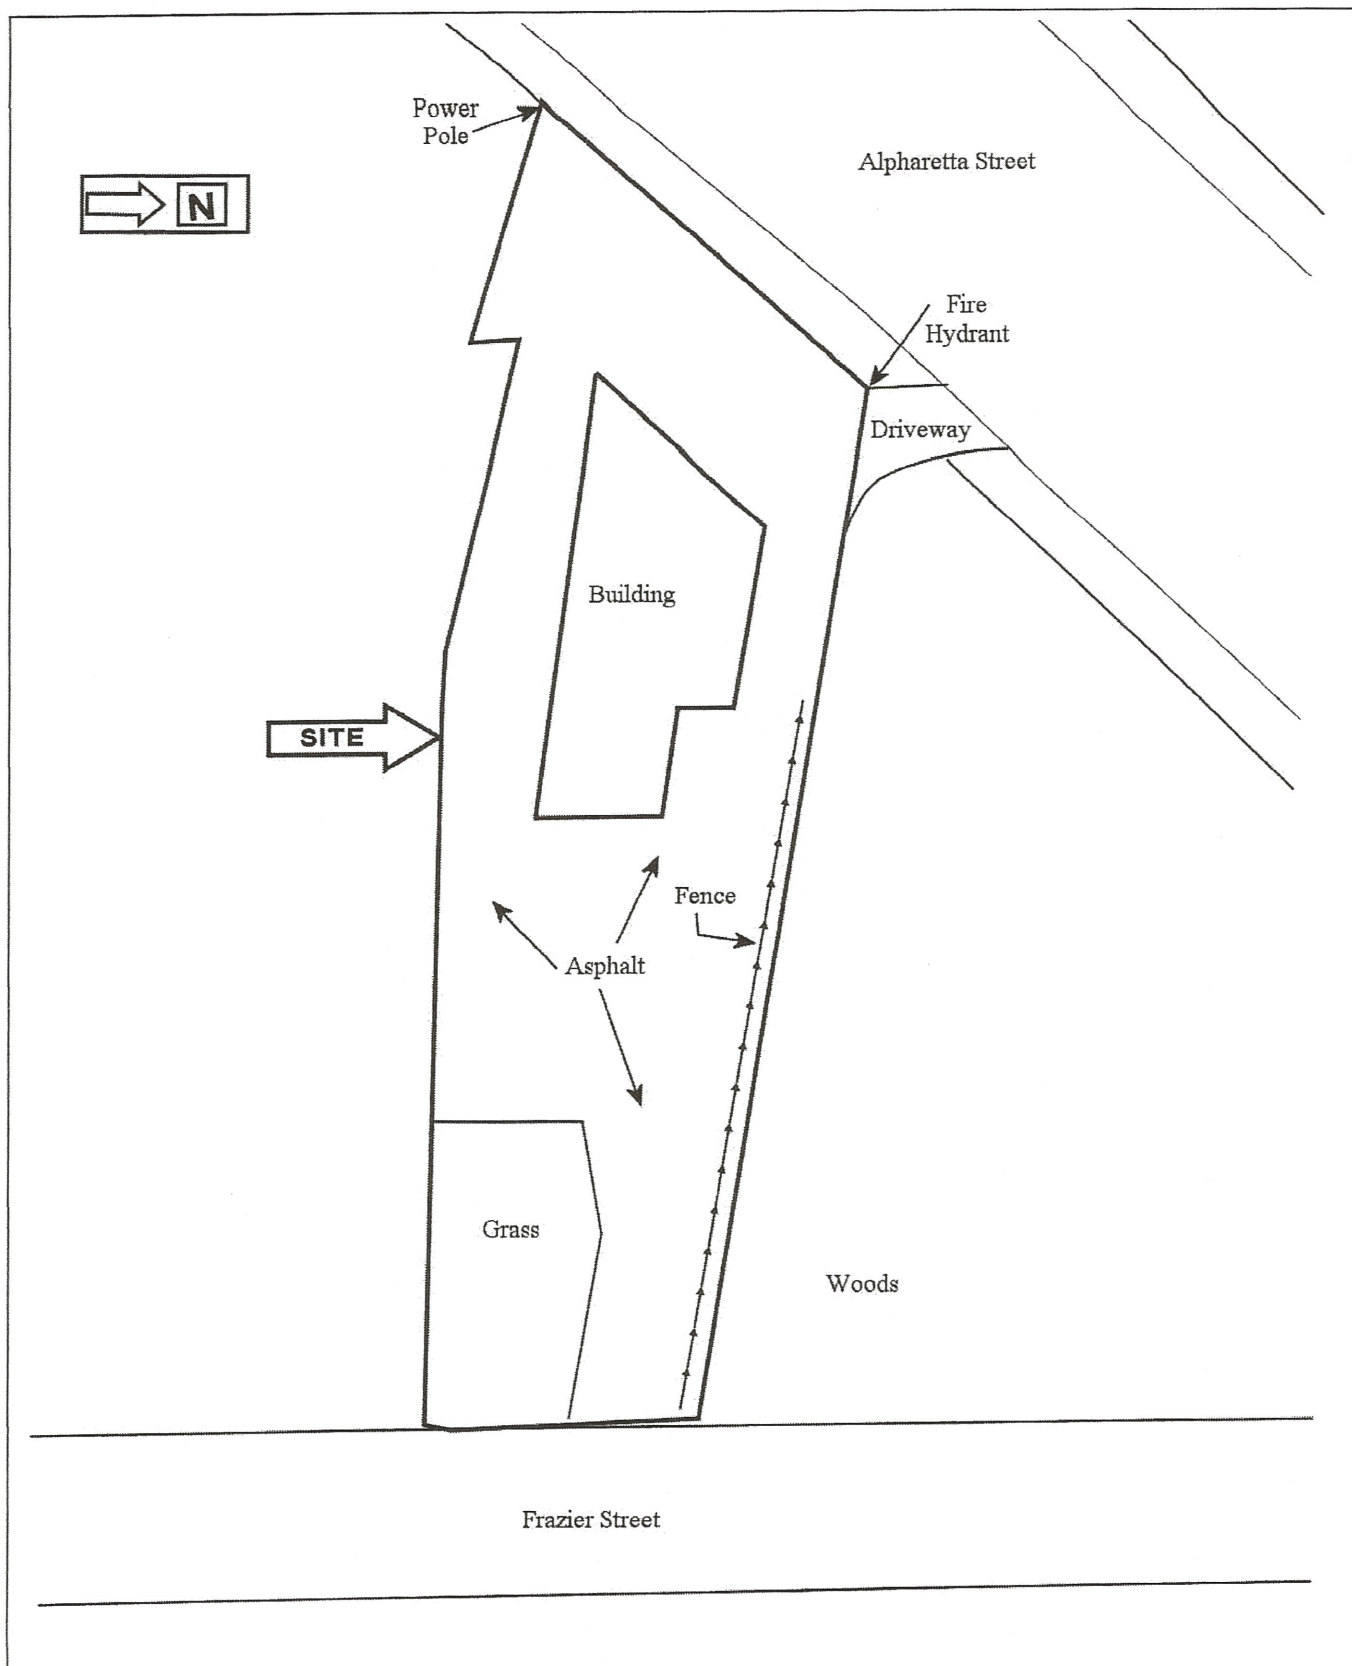 Power
Pole
Alpharetta Street
N
Fire
Hydrant
Driveway
Building
SITE
Fence
Asphalt
Grass
Woods
Frazier Street